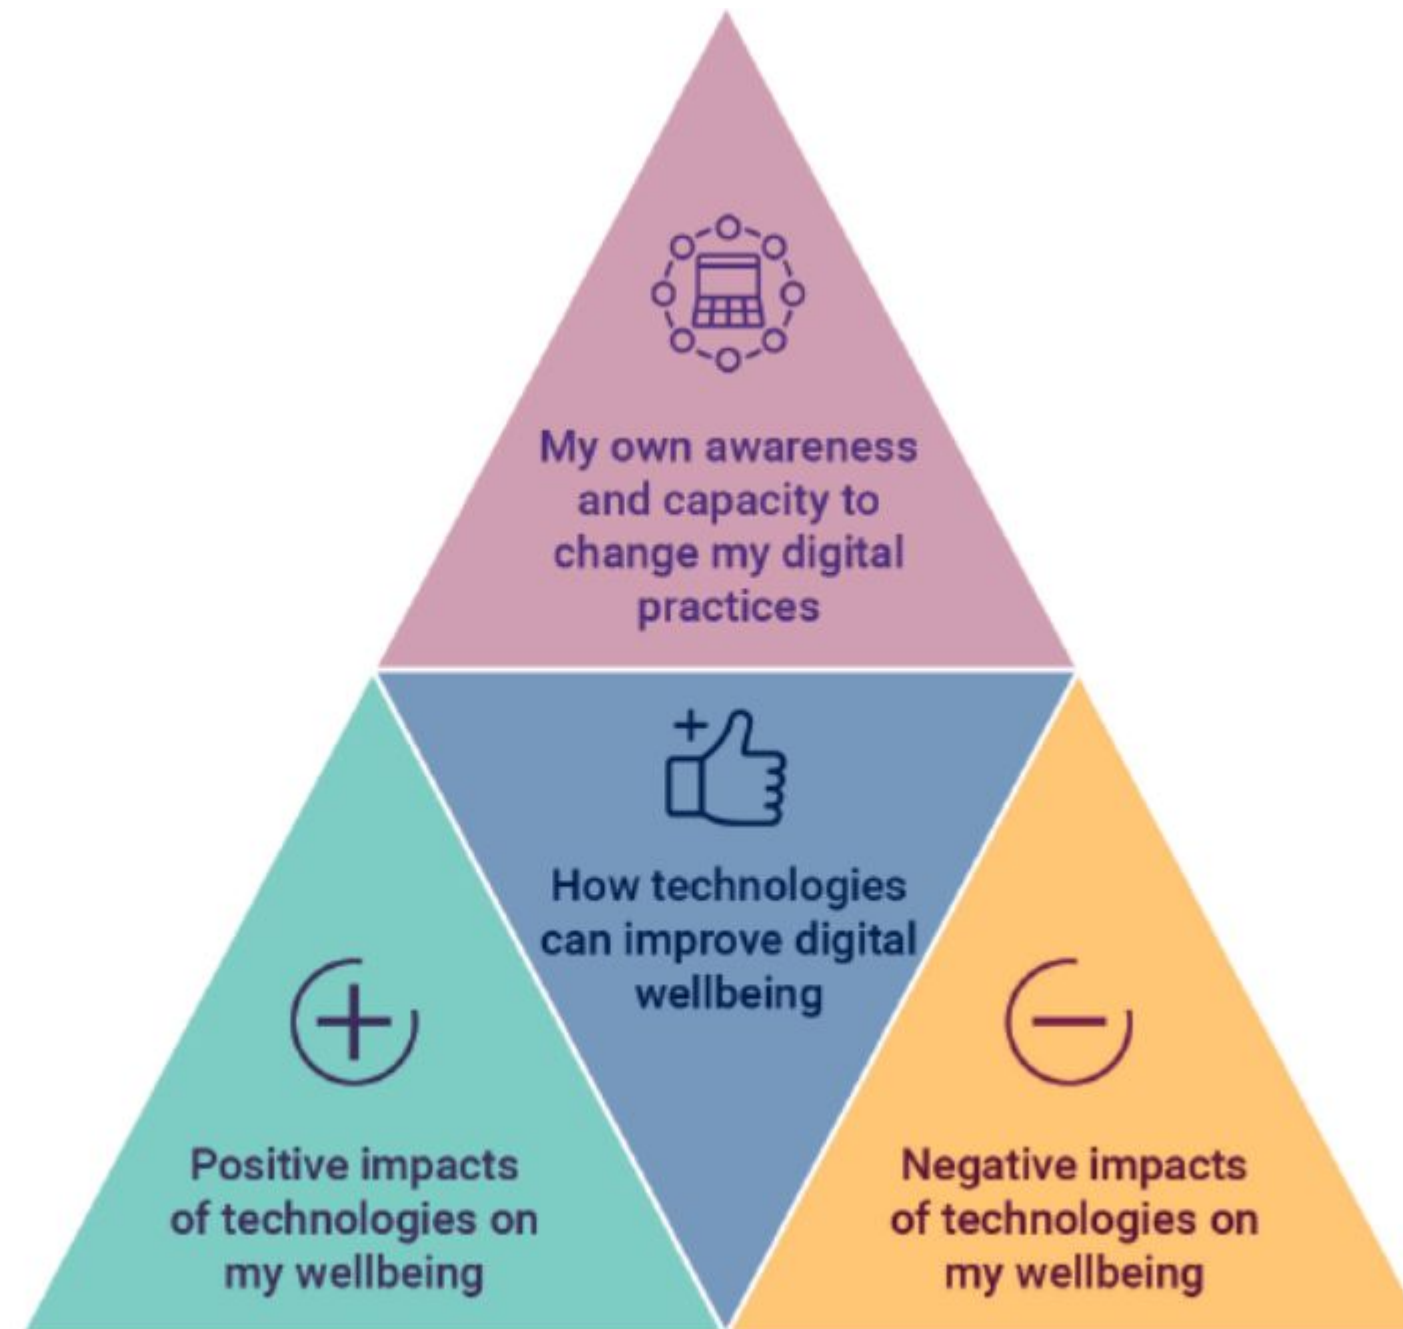 My own awareness
and capacity to
change my digital
practices
How technologies
can improve digital
wellbeing
Positive impacts
of technologies on
my wellbeing
Negative impacts
of technologies on
my wellbeing